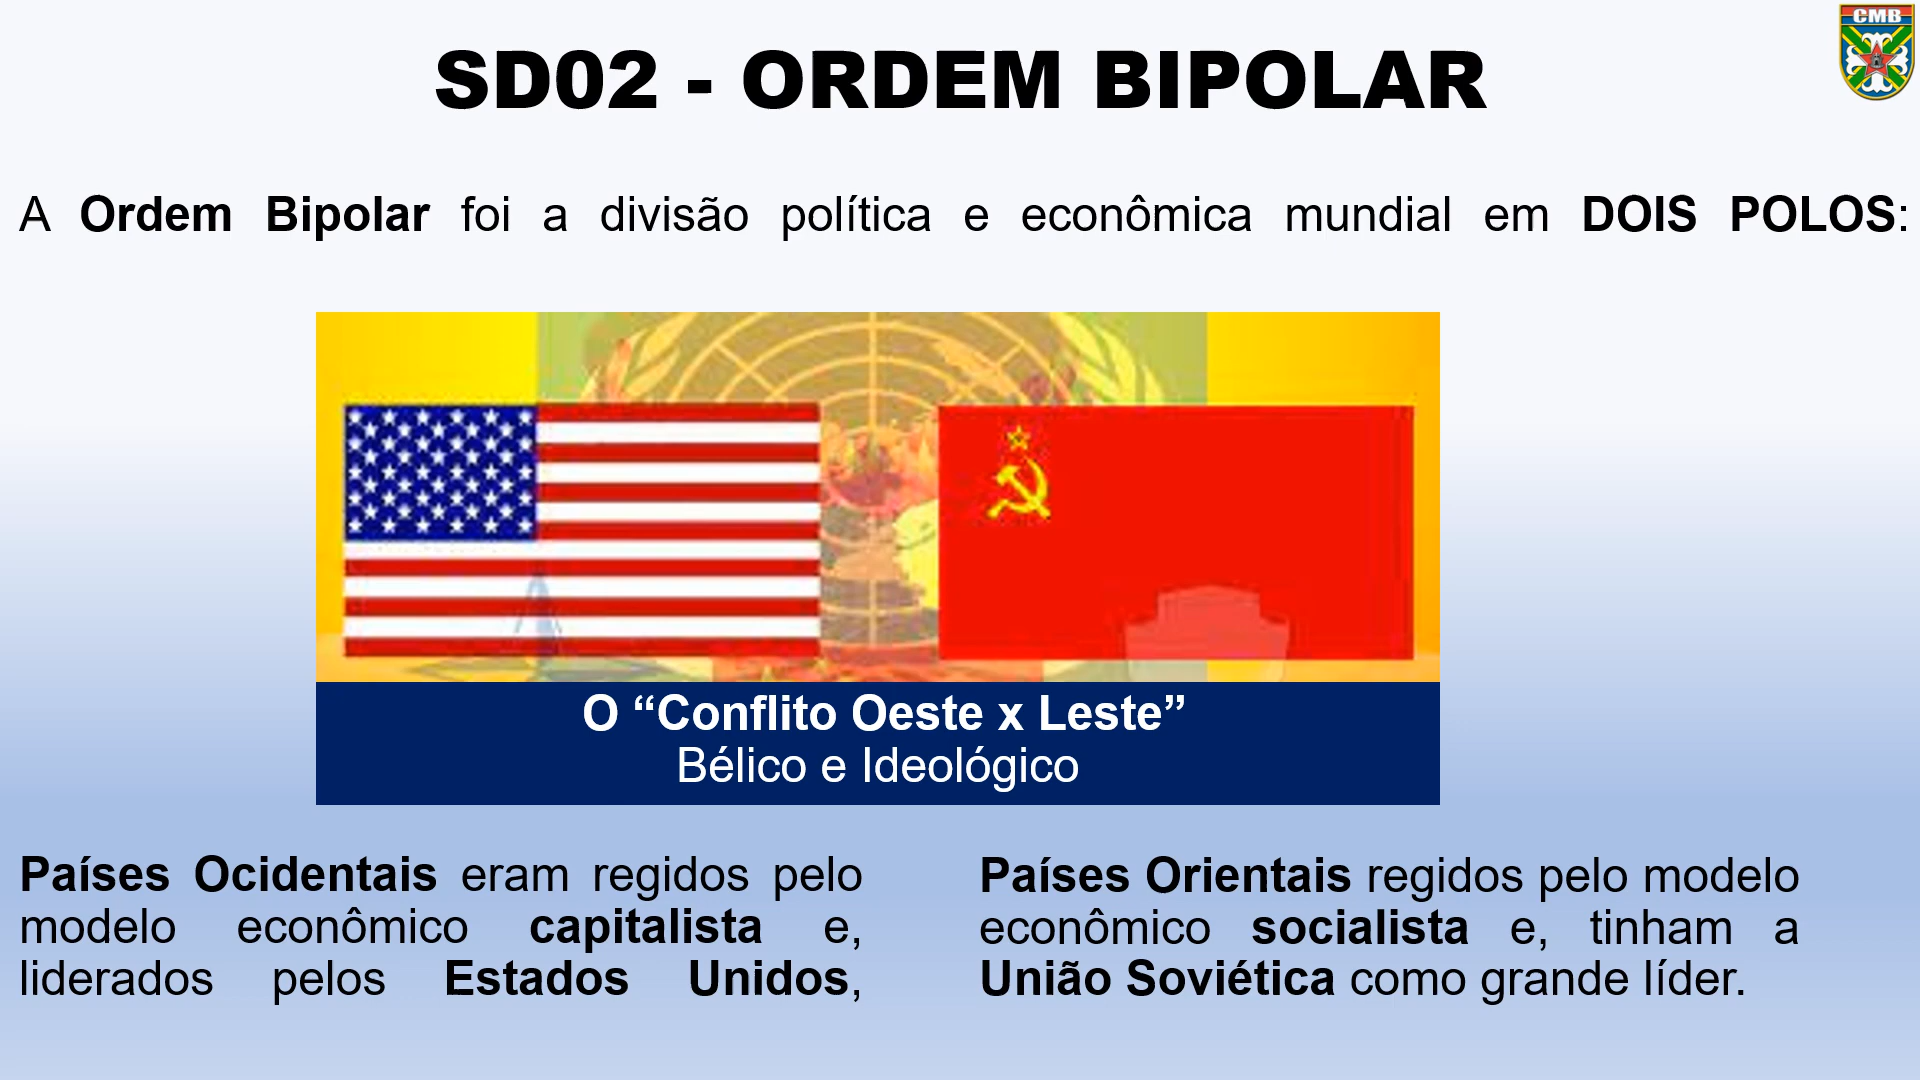 CMB
SD02 - ORDEM BIPOLAR
A Ordem Bipolar foi a divisão política e econômica mundial em DOIS POLOS:
O “Conflito Oeste x Leste”
Bélico e Ideológico
Países Ocidentais eram regidos pelo
modelo econômico capitalista e,
liderados pelos Estados Unidos,
Países Orientais regidos pelo modelo
econômico socialista e, tinham a
União Soviética como grande líder.